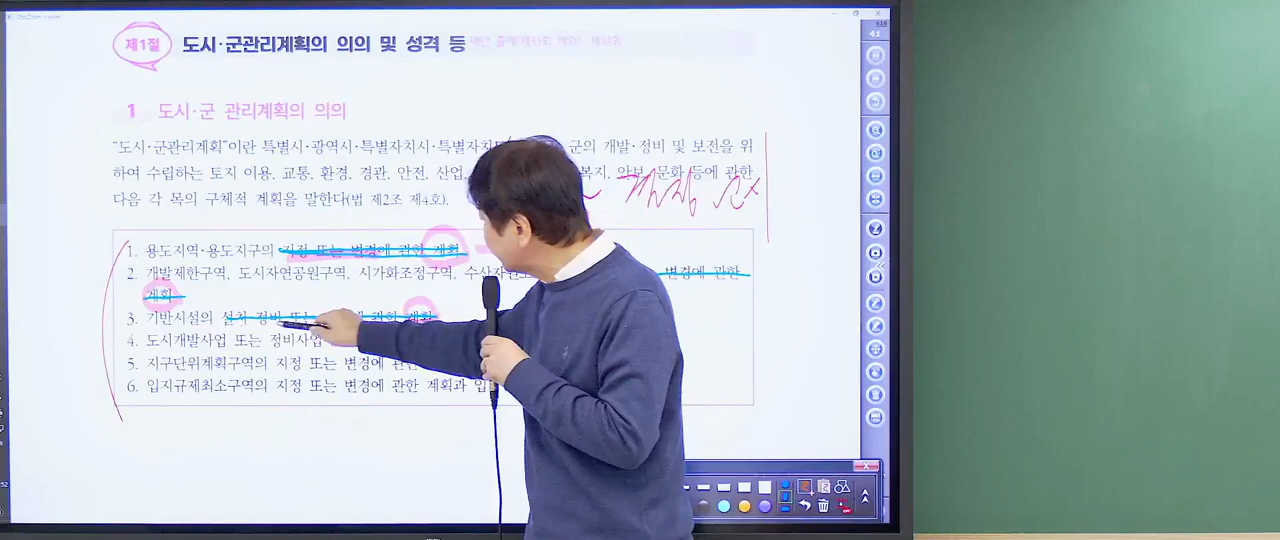 제1절 도시·군관리계획의 의의 및 성격 등
41
1 도시·군 관리계획의 의의
"도시·군관리계획"이란 특별시·광역시·특별자치시·특별자치도 군의 개발·정비 및 보전을 위
하여 수립하는 토지 이용, 교통, 환경, 경관, 안전, 산업, 복지, 안보, 문화 등에 관한
다음 각 목의 구체적 계획을 말한다(법 제2조 제4호).
1. 용도지역·용도지구의 지정 또는 변경에 관한 계획
2. 개발제한구역, 도시자연공원구역, 시가화조정구역, 변경에 관한
계획
3. 기반시설의 설치·정비 또는 관한 계획
4. 도시개발사업 또는 정비사업
5. 지구단위계획구역의 지정 또는 변경에 관한
6. 입지규제최소구역의 지정 또는 변경에 관한 계획과